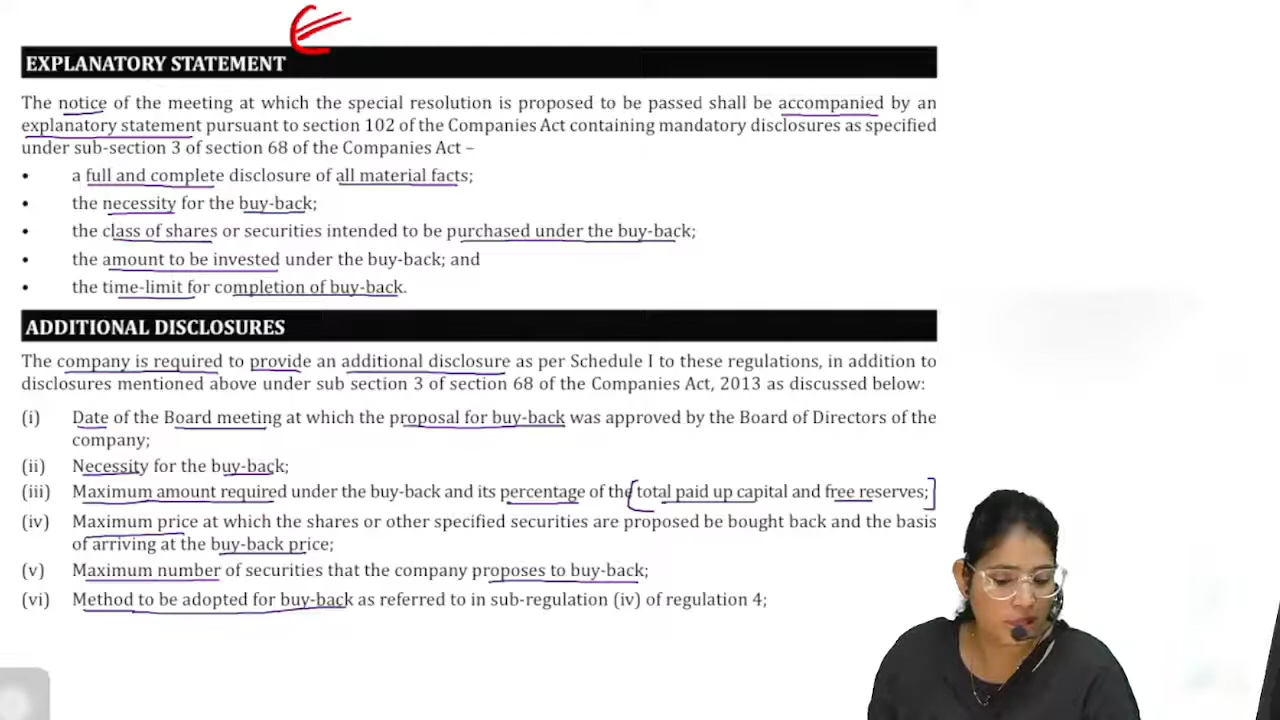 EXPLANATORY STATEMENT
The notice of the meeting at which the special resolution is proposed to be passed shall be accompanied by an
explanatory statement pursuant to section 102 of the Companies Act containing mandatory disclosures as specified
under sub-section 3 of section 68 of the Companies Act –
• a full and complete disclosure of all material facts;
• the necessity for the buy-back;
• the class of shares or securities intended to be purchased under the buy-back;
• the amount to be invested under the buy-back; and
• the time-limit for completion of buy-back.
ADDITIONAL DISCLOSURES
The company is required to provide an additional disclosure as per Schedule I to these regulations, in addition to
disclosures mentioned above under sub section 3 of section 68 of the Companies Act, 2013 as discussed below:
(i) Date of the Board meeting at which the proposal for buy-back was approved by the Board of Directors of the
company;
(ii) Necessity for the buy-back;
(iii) Maximum amount required under the buy-back and its percentage of the total paid up capital and free reserves;
(iv) Maximum price at which the shares or other specified securities are proposed be bought back and the basis
of arriving at the buy-back price;
(v) Maximum number of securities that the company proposes to buy-back;
(vi) Method to be adopted for buy-back as referred to in sub-regulation (iv) of regulation 4;